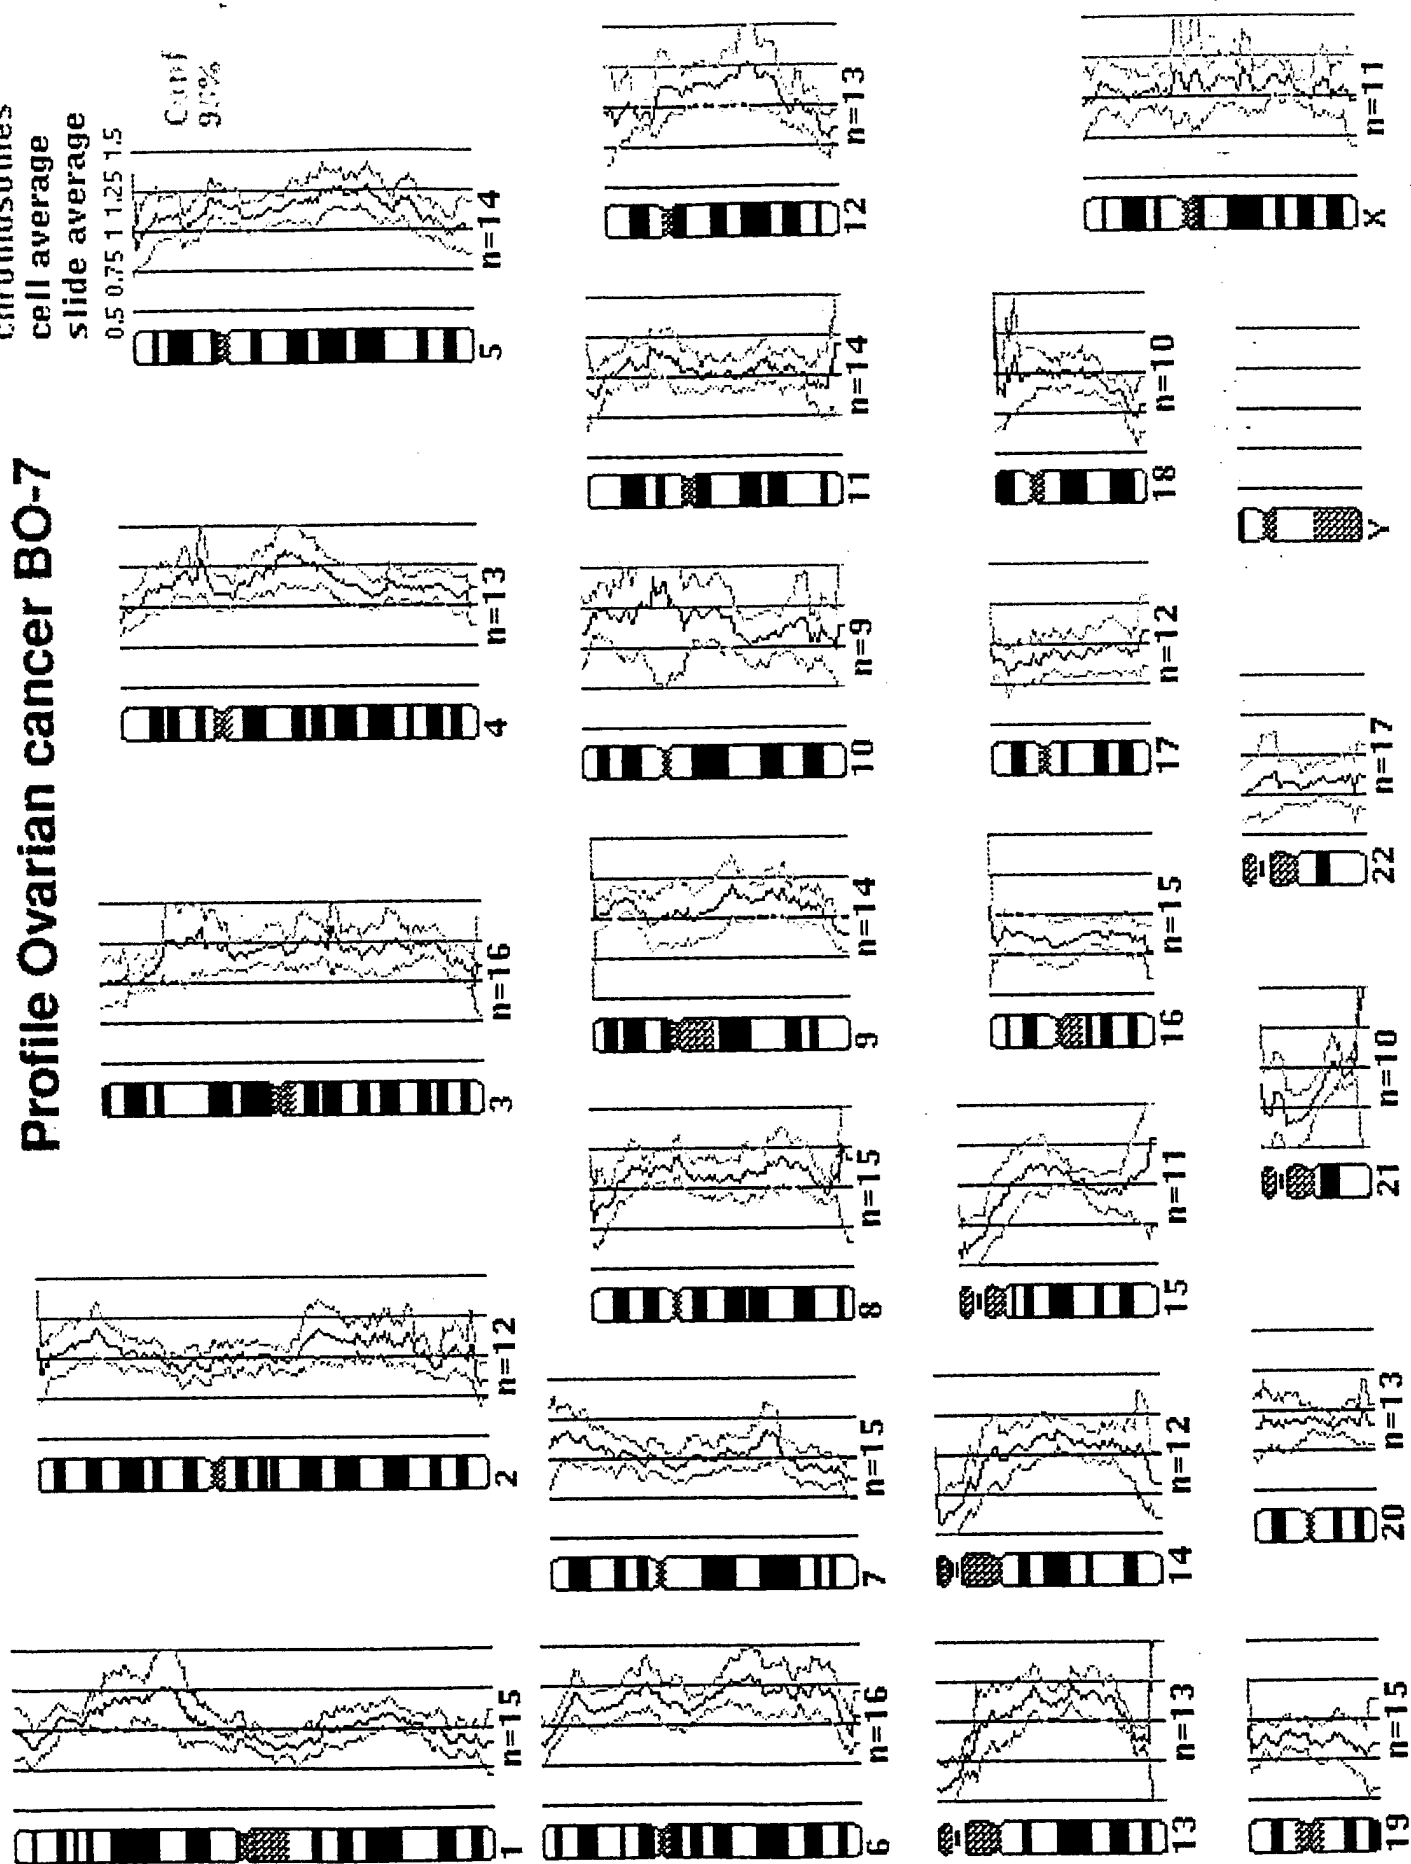 Profile Ovarian cancer BO-7
chromosomes
cell average
slide average
0.5 0.75 1 1.25 1.5
1 n=15
2 n=12
3 n=16
4 n=13
5 n=14
6 n=16
7 n=15
8 n=15
9 n=14
10 n=9
11 n=14
12 n=13
13 n=13
14 n=12
15 n=11
16 n=15
17 n=12
18 n=10
19 n=15
20 n=13
21 n=10
22 n=17
Y
X n=11